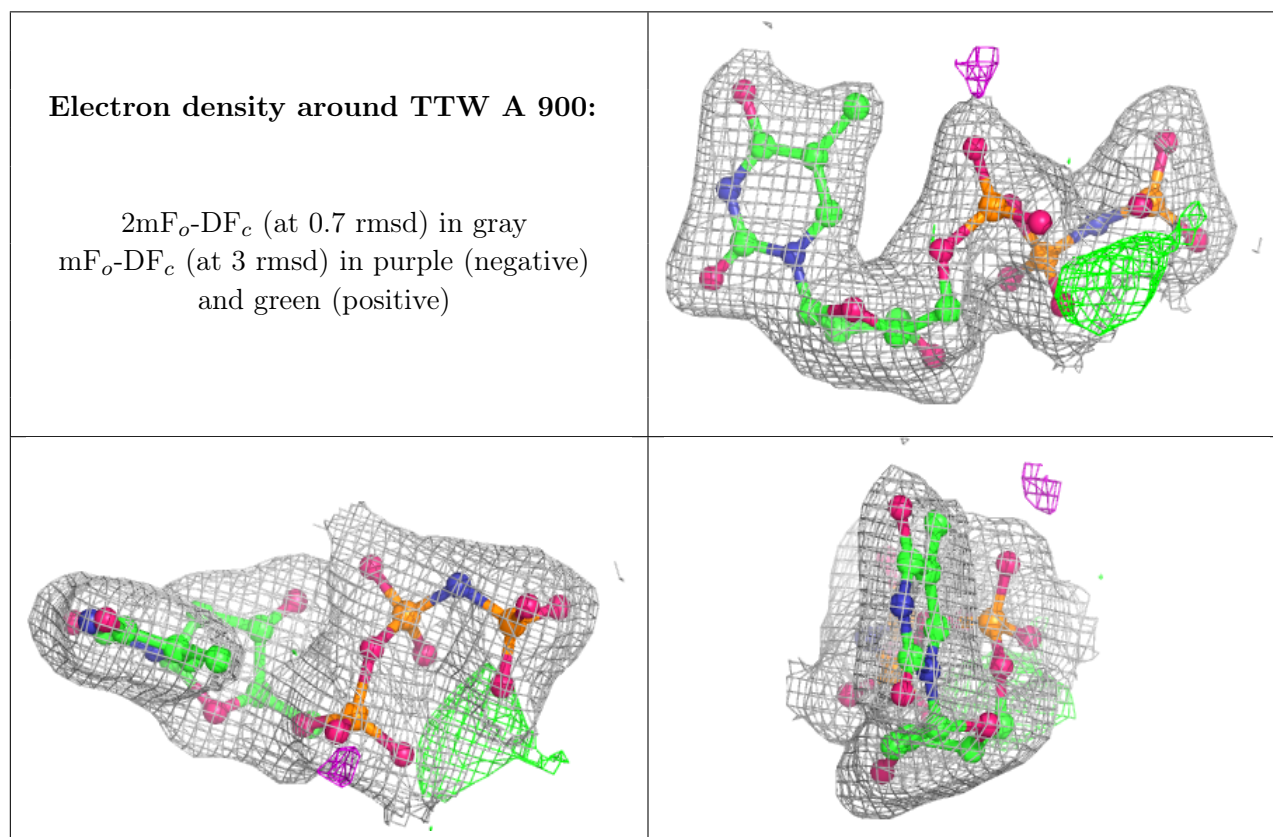 Electron density around TTW A 900:
2mFo-DFc (at 0.7 rmsd) in gray
mFo-DFc (at 3 rmsd) in purple (negative)
and green (positive)